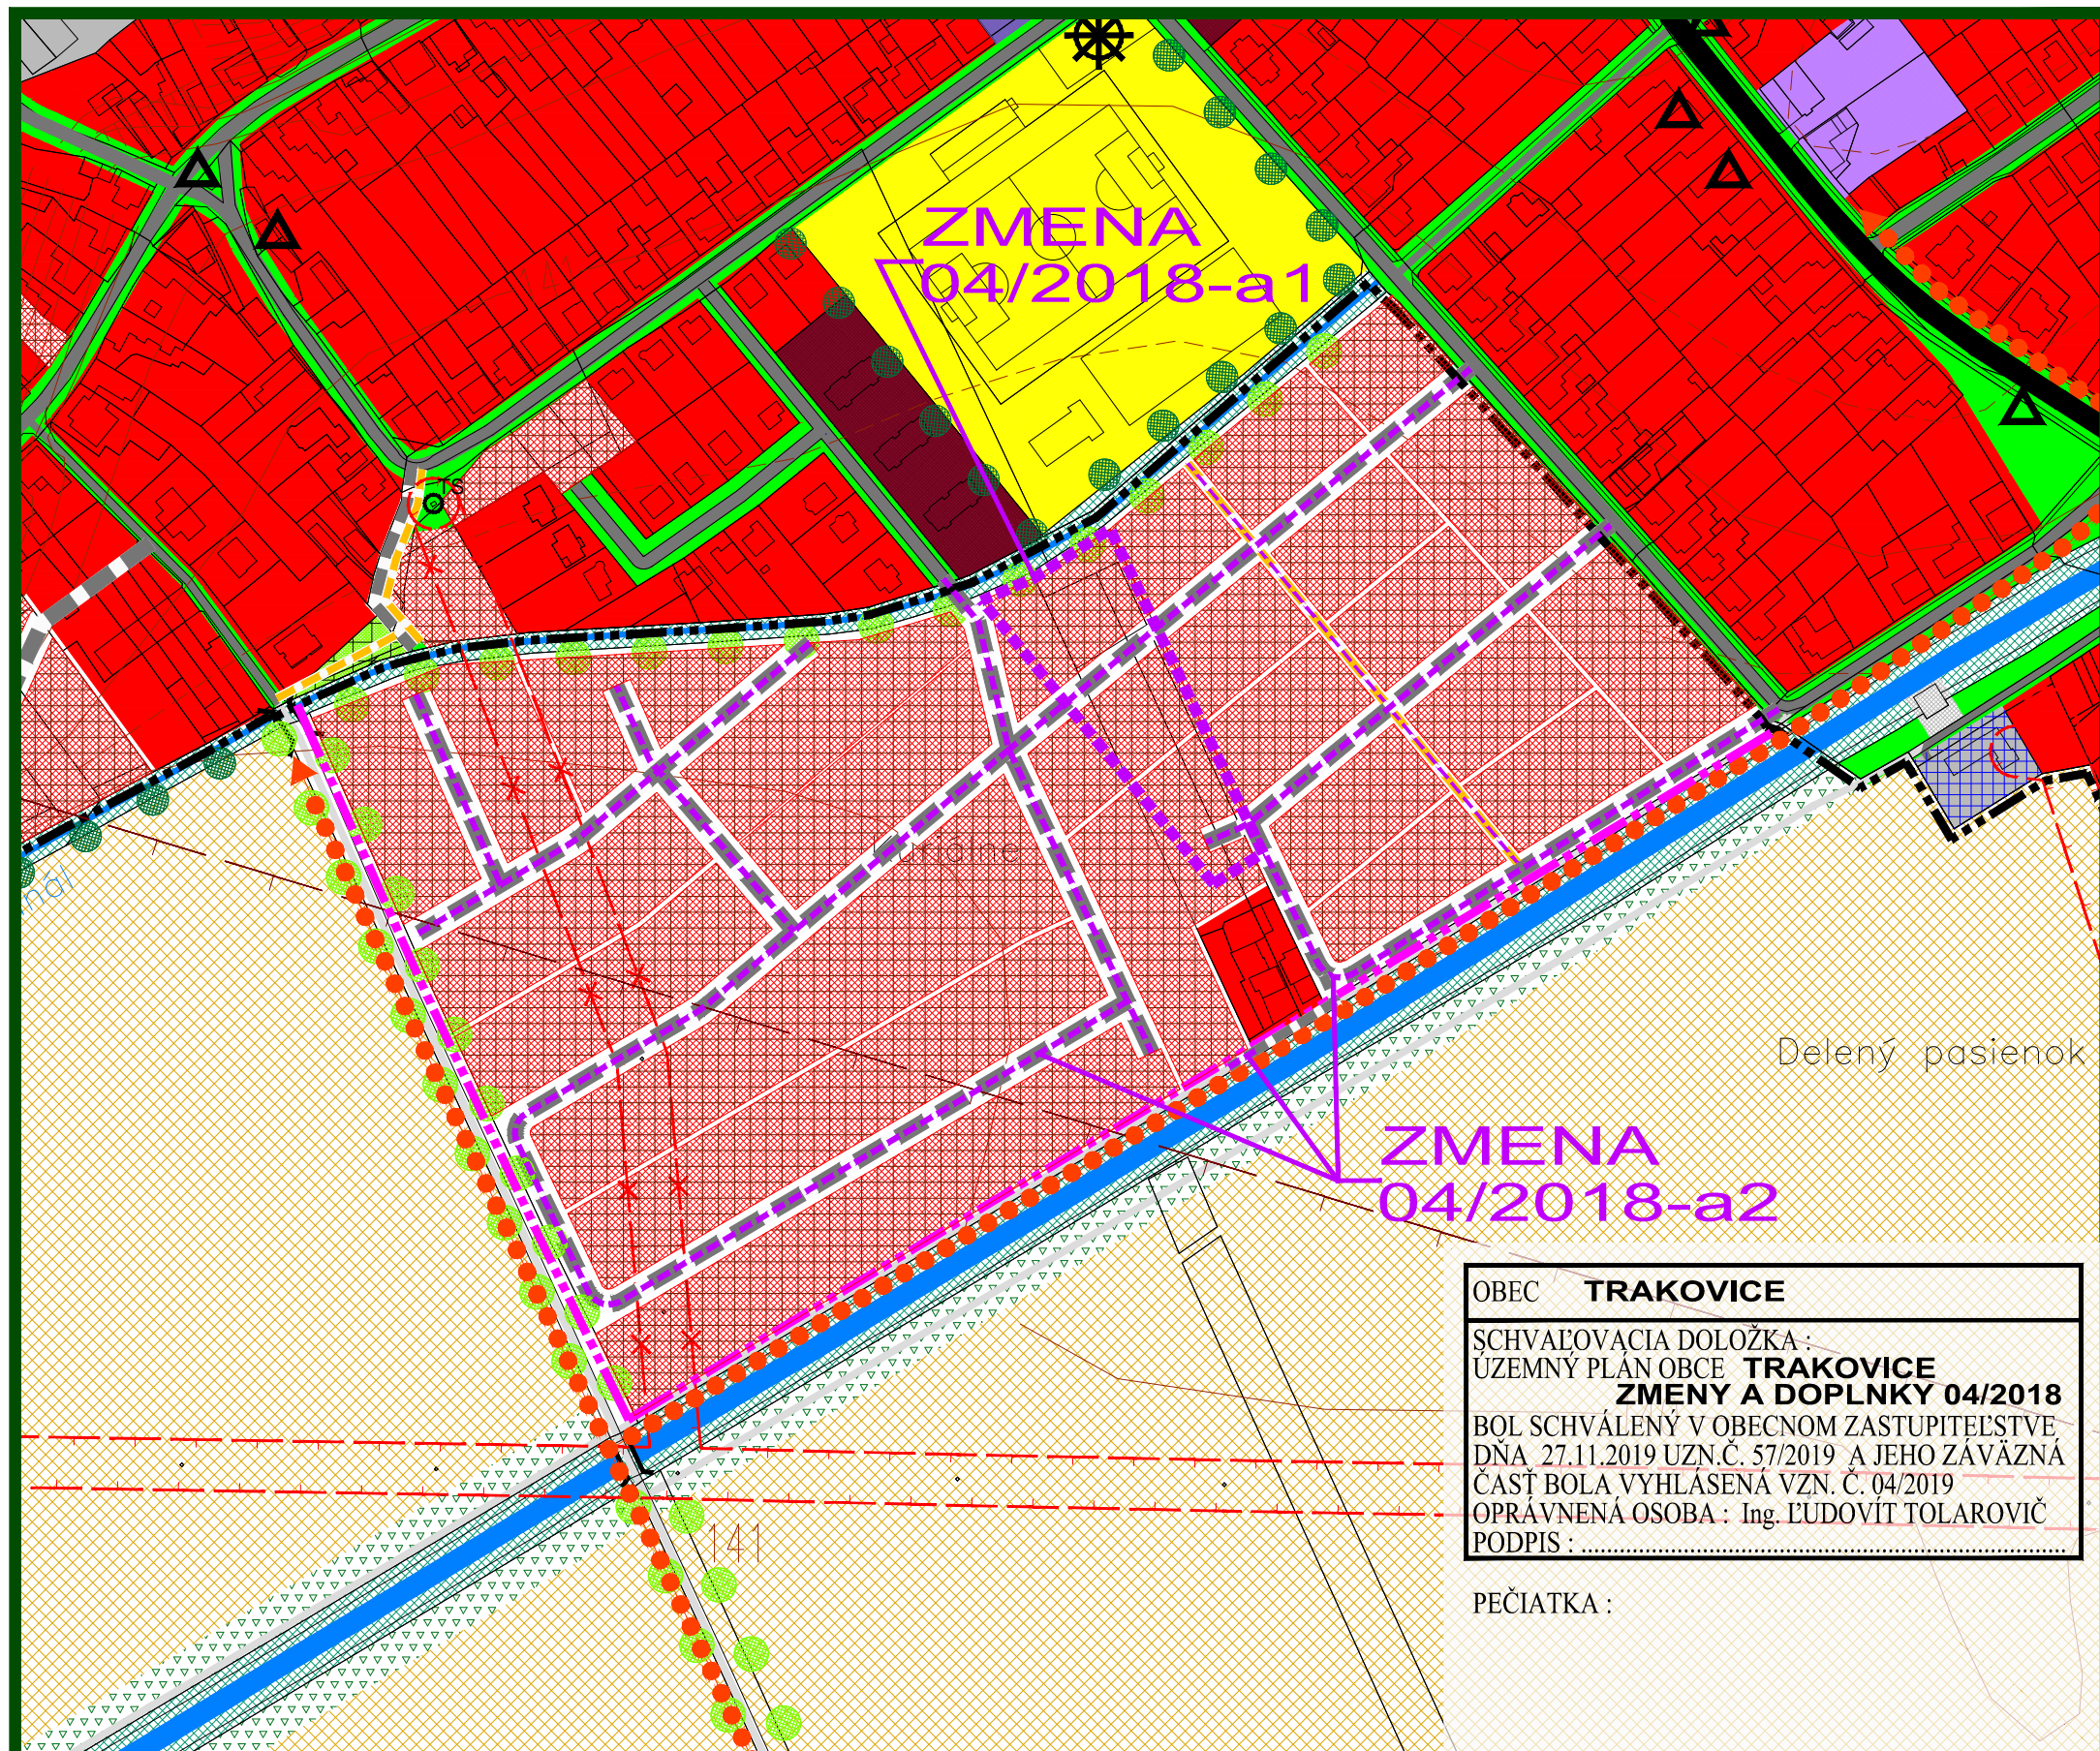 ZMENA
04/2018-a1
TS
Delený pasienok
ZMENA
04/2018-a2
141
OBEC TRAKOVICE
SCHVAĽOVACIA DOLOŽKA :
ÚZEMNÝ PLÁN OBCE TRAKOVICE
ZMENY A DOPLNKY 04/2018
BOL SCHVÁLENÝ V OBECNOM ZASTUPITEĽSTVE
DŇA 27.11.2019 UZN.Č. 57/2019 A JEHO ZÁVÄZNÁ
ČASŤ BOLA VYHLÁSENÁ VZN. Č. 04/2019
OPRÁVNENÁ OSOBA : Ing. ĽUDOVÍT TOLAROVIČ
PODPIS : ..............................................................................
PEČIATKA :